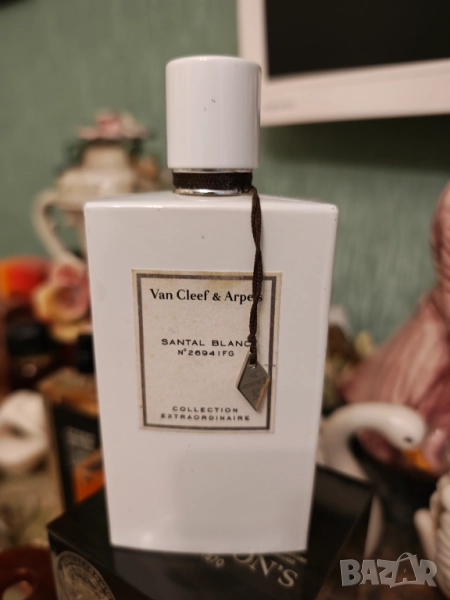 Van Cleef & Arpels
SANTAL BLANC
N°26941FG
COLLECTION
EXTRAORDINAIRE
ON'S
BAZAR